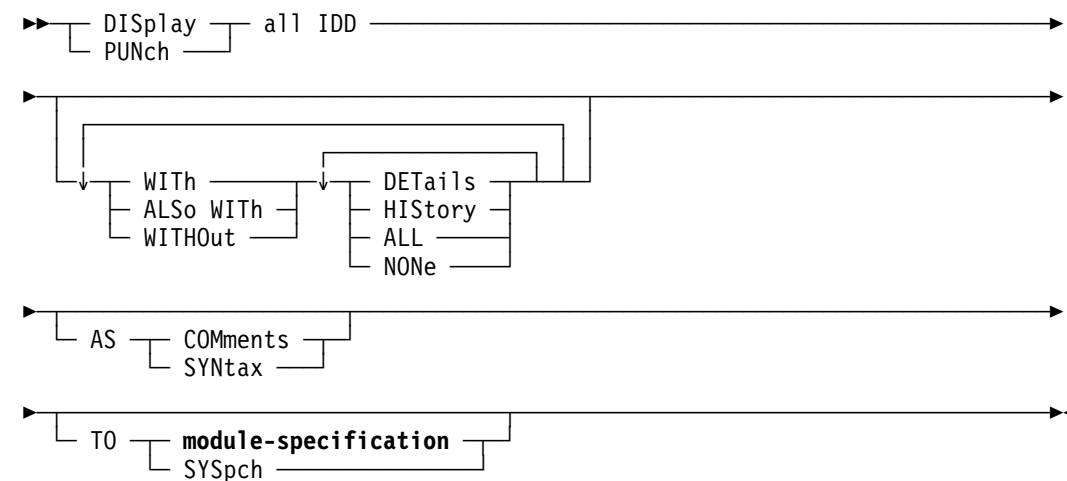 DISplay all IDD
PUNch
WITh DETails
ALSo WITh HIStory
WITHOut ALL
NONe
AS COMments
SYNtax
TO module-specification
SYSpch